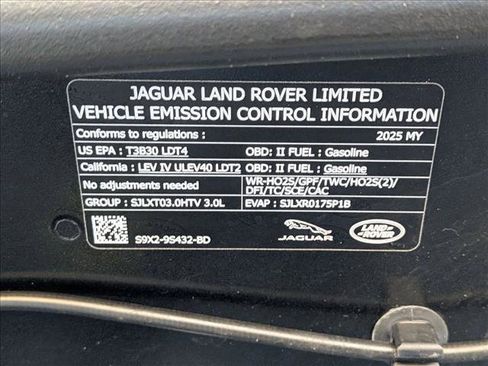 JAGUAR LAND ROVER LIMITED
VEHICLE EMISSION CONTROL INFORMATION
Conforms to regulations : 2025 MY
US EPA : T3B30 LDT4 OBD: II FUEL : Gasoline
California : LEV IV ULEV40 LDT2 OBD: II FUEL : Gasoline
No adjustments needed WR-HO2S/GPF/TWC/HO2S(2)/
DFI/TC/SCE/CAC
GROUP : SJLXT03.0HTV 3.0L EVAP : SJLXR0175P1B
S9X2-9S432-BD
JAGUAR
LAND ROVER